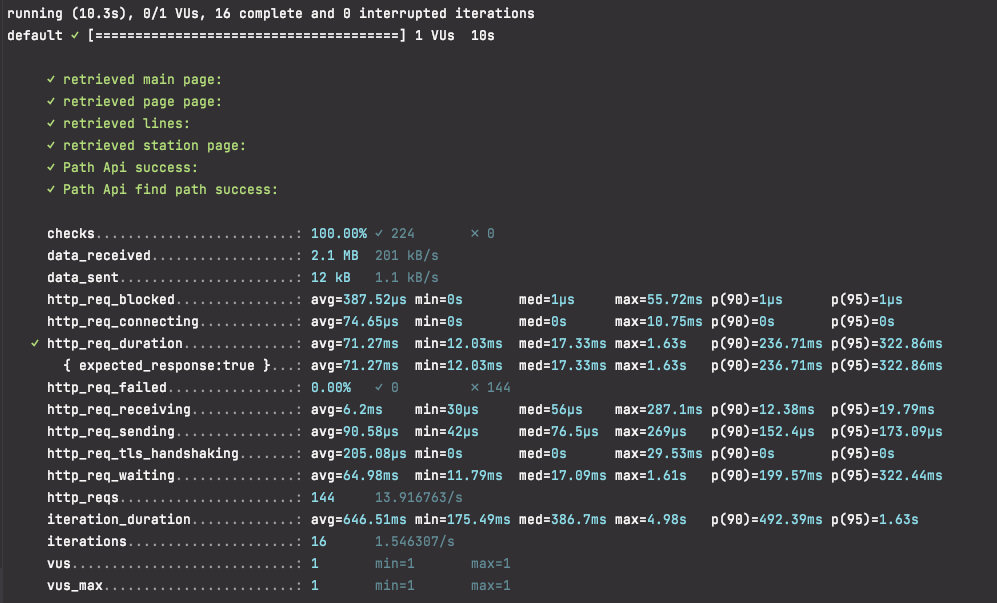 running (10.3s), 0/1 VUs, 16 complete and 0 interrupted iterations
default ✓ [======================================] 1 VUs  10s
✓ retrieved main page:
✓ retrieved page page:
✓ retrieved lines:
✓ retrieved station page:
✓ Path Api success:
✓ Path Api find path success:
checks.........................: 100.00% ✓ 224       ✗ 0
data_received..................: 2.1 MB  201 kB/s
data_sent......................: 12 kB   1.1 kB/s
http_req_blocked...............: avg=387.52µs min=0s       med=1µs     max=55.72ms p(90)=1µs      p(95)=1µs
http_req_connecting............: avg=74.65µs  min=0s       med=0s      max=10.75ms p(90)=0s       p(95)=0s
✓ http_req_duration..............: avg=71.27ms  min=12.03ms  med=17.33ms max=1.63s   p(90)=236.71ms p(95)=322.86ms
{ expected_response:true }...: avg=71.27ms  min=12.03ms  med=17.33ms max=1.63s   p(90)=236.71ms p(95)=322.86ms
http_req_failed................: 0.00%   ✓ 0         ✗ 144
http_req_receiving.............: avg=6.2ms    min=30µs     med=56µs    max=287.1ms p(90)=12.38ms  p(95)=19.79ms
http_req_sending...............: avg=90.58µs  min=42µs     med=76.5µs  max=269µs   p(90)=152.4µs  p(95)=173.09µs
http_req_tls_handshaking.......: avg=205.08µs min=0s       med=0s      max=29.53ms p(90)=0s       p(95)=0s
http_req_waiting...............: avg=64.98ms  min=11.79ms  med=17.09ms max=1.61s   p(90)=199.57ms p(95)=322.44ms
http_reqs......................: 144     13.916763/s
iteration_duration.............: avg=646.51ms min=175.49ms med=386.7ms max=4.98s   p(90)=492.39ms p(95)=1.63s
iterations.....................: 16      1.546307/s
vus............................: 1       min=1       max=1
vus_max........................: 1       min=1       max=1